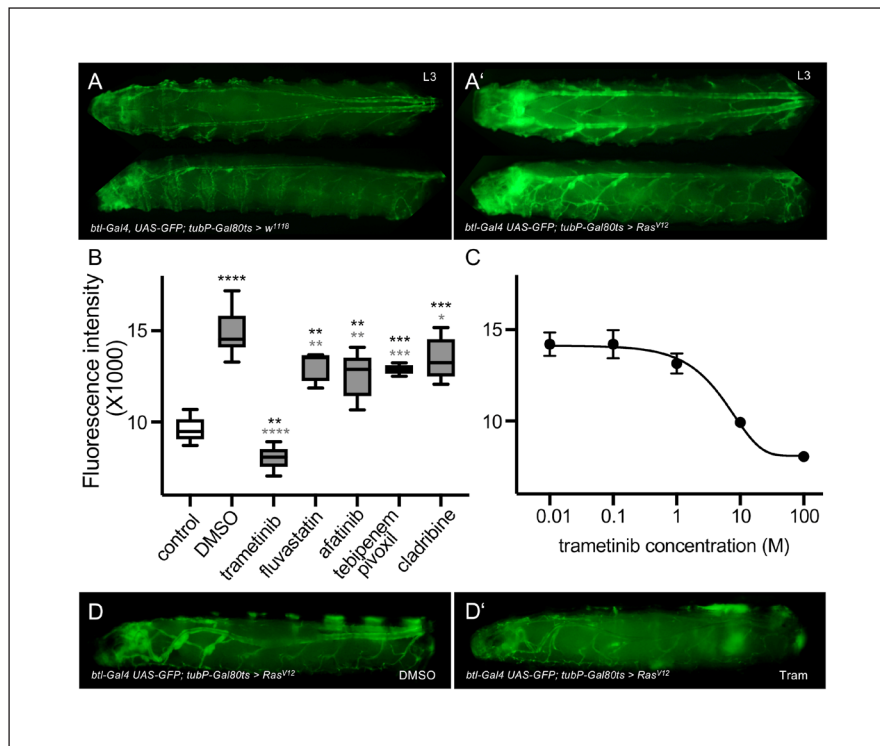 A
L3
btl-Gal4, UAS-GFP; tubP-Gal80ts > w¹¹¹⁸
A'
L3
btl-Gal4 UAS-GFP; tubP-Gal80ts > Rasⱽ¹²
B
Fluorescence intensity
(X1000)
15
10
****
**
****
**
**
**
**
***
***
***
*
control
DMSO
trametinib
fluvastatin
afatinib
tebipenem
pivoxil
cladribine
C
15
10
0.01 0.1 1 10 100
trametinib concentration (M)
D
btl-Gal4 UAS-GFP; tubP-Gal80ts > Rasⱽ¹²
DMSO
D'
btl-Gal4 UAS-GFP; tubP-Gal80ts > Rasⱽ¹²
Tram